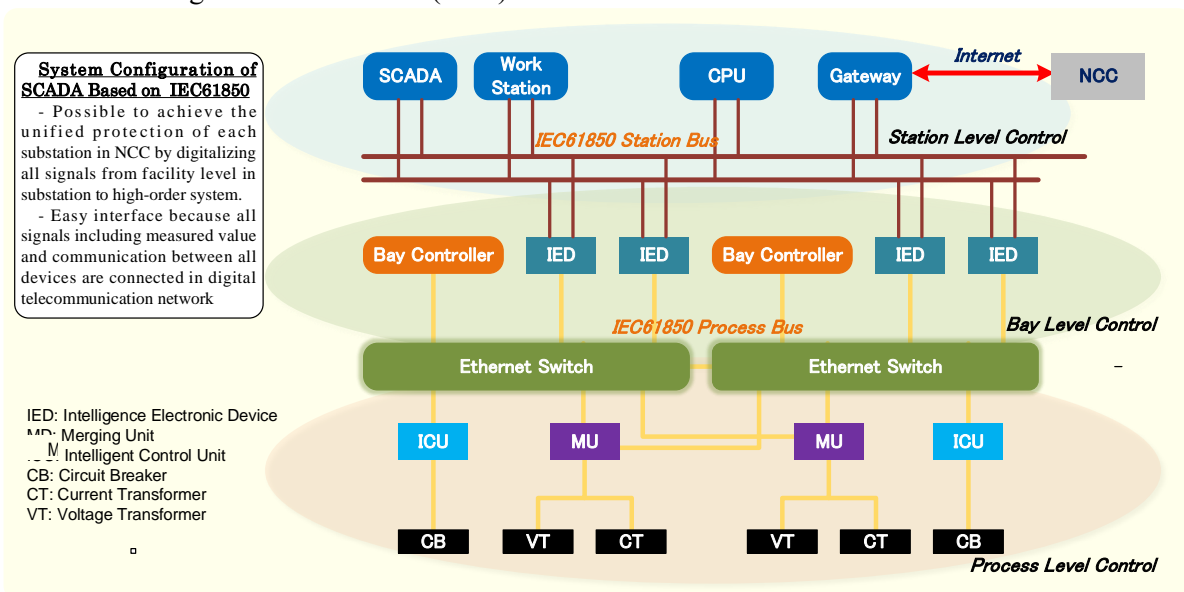 System Configuration of
SCADA Based on IEC61850
- Possible to achieve the
unified protection of each
substation in NCC by digitalizing
all signals from facility level in
substation to high-order system.
- Easy interface because all
signals including measured value
and communication between all
devices are connected in digital
telecommunication network
SCADA
Work
Station
CPU
Gateway
Internet
NCC
IEC61850 Station Bus
Station Level Control
Bay Controller
IED
IED
Bay Controller
IED
IED
IEC61850 Process Bus
Bay Level Control
Ethernet Switch
Ethernet Switch
-
IED: Intelligence Electronic Device
Merging Unit
M
Intelligent Control Unit
CB: Circuit Breaker
CT: Current Transformer
VT: Voltage Transformer
ICU
MU
MU
ICU
CB
VT
CT
VT
CT
CB
Process Level Control